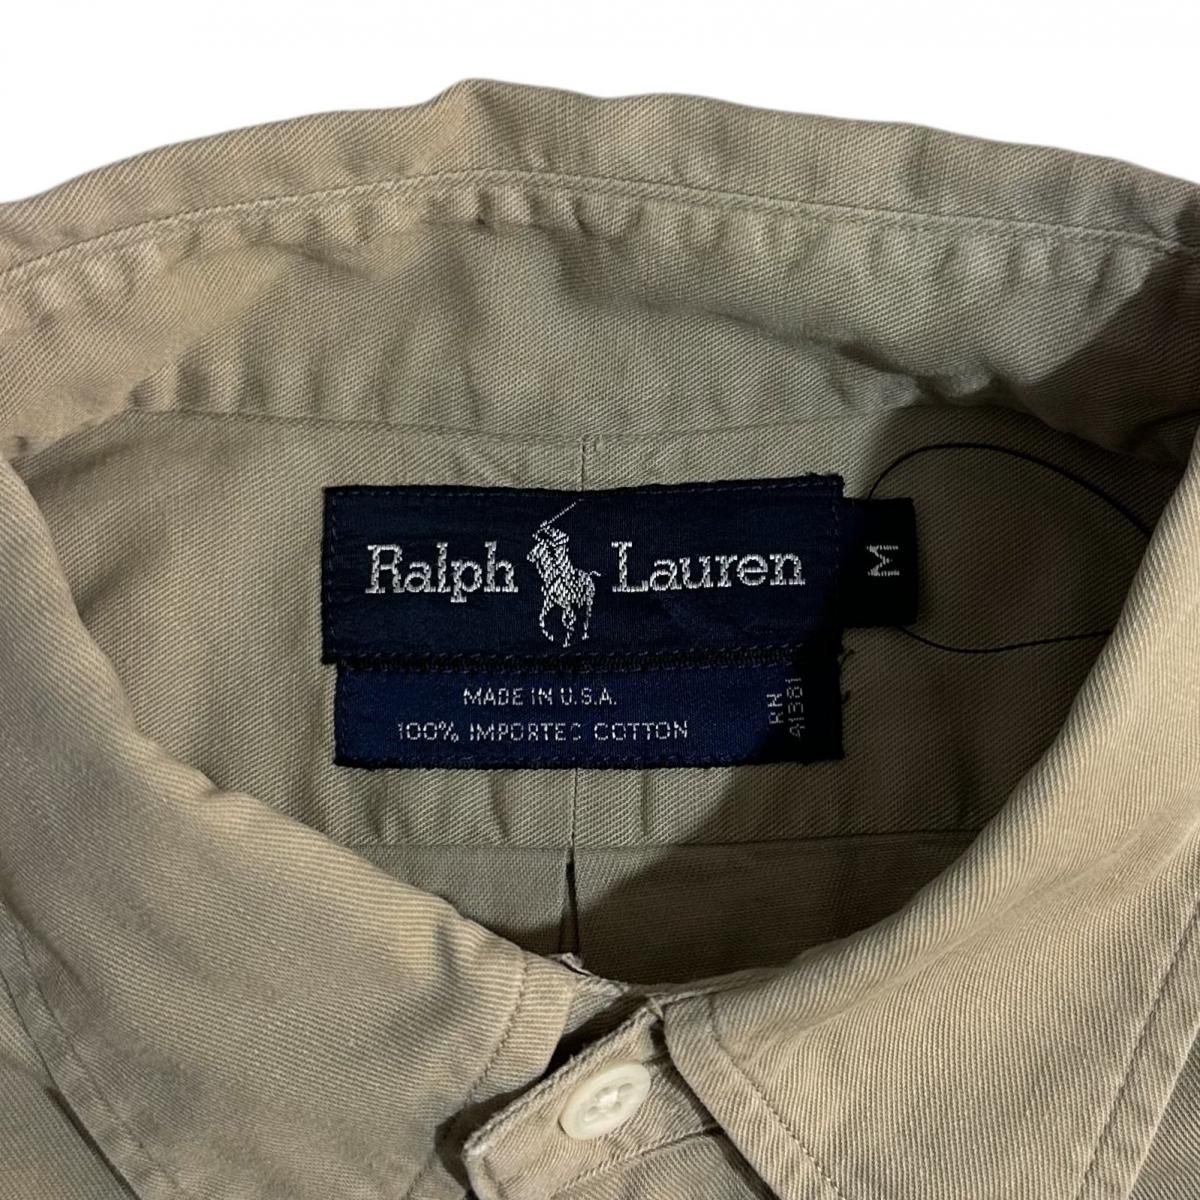 Ralph Lauren
M
MADE IN U.S.A.
100% IMPORTED COTTON
RN
41381